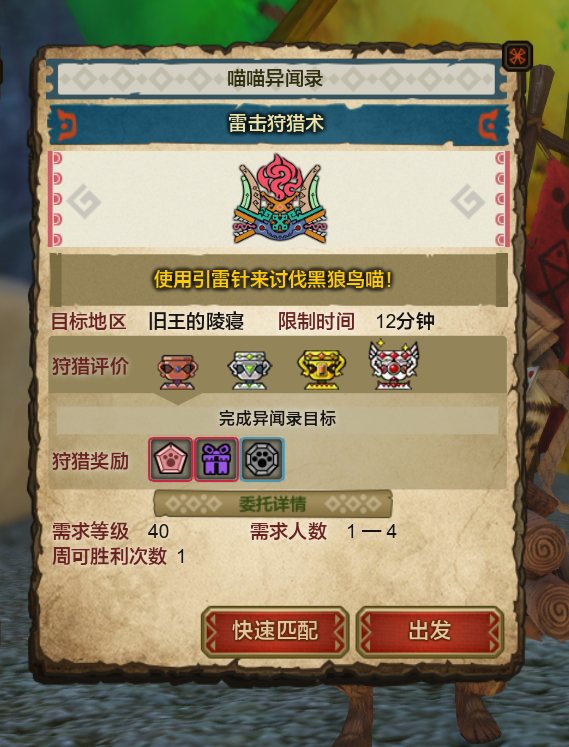 喵喵异闻录
雷击狩猎术
使用引雷针来讨伐黑狼鸟喵!
目标地区 旧王的陵寝 限制时间 12分钟
狩猎评价
完成异闻录目标
狩猎奖励
委托详情
需求等级 40 需求人数 1 — 4
周可胜利次数 1
快速匹配 出发